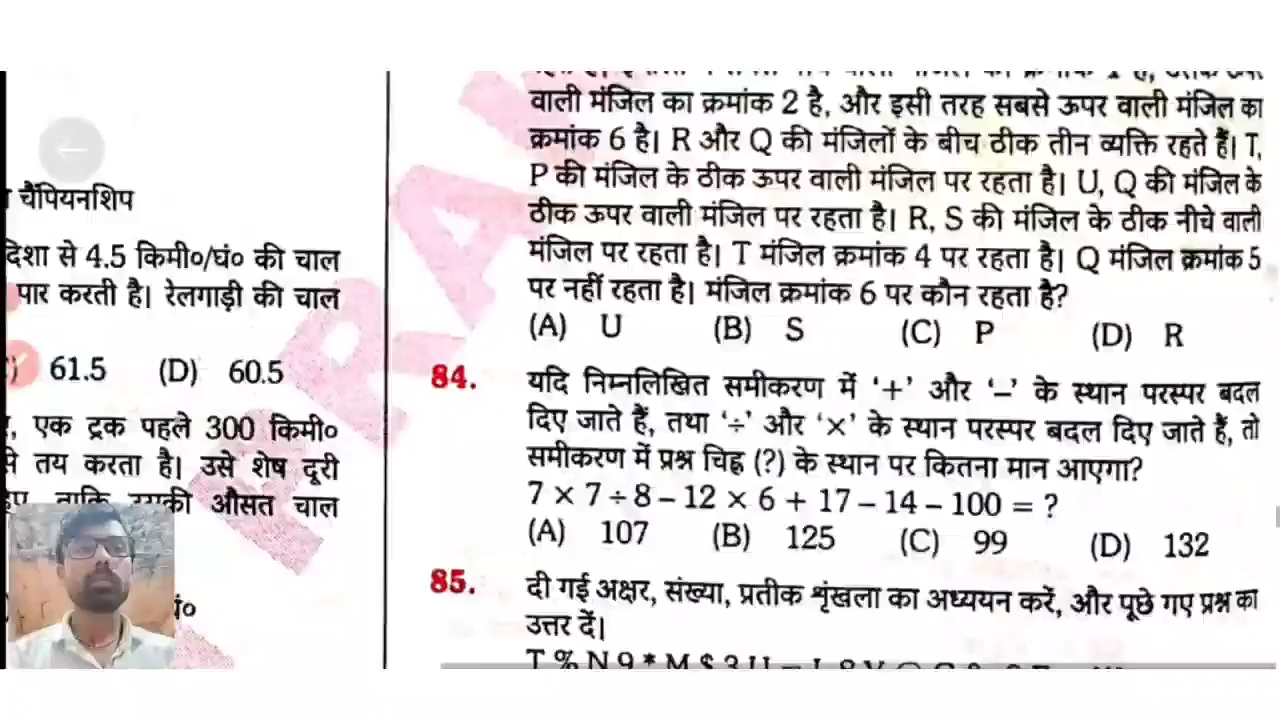 चैंपियनशिप
दिशा से 4.5 किमी०/घं० की चाल
पार करती है। रेलगाड़ी की चाल
61.5 (D) 60.5
एक ट्रक पहले 300 किमी०
से तय करता है। उसे शेष दूरी
ताकि उसकी औसत चाल
वाली मंजिल का क्रमांक 2 है, और इसी तरह सबसे ऊपर वाली मंजिल का
क्रमांक 6 है। R और Q की मंजिलों के बीच ठीक तीन व्यक्ति रहते हैं। T,
P की मंजिल के ठीक ऊपर वाली मंजिल पर रहता है। U, Q की मंजिल के
ठीक ऊपर वाली मंजिल पर रहता है। R, S की मंजिल के ठीक नीचे वाली
मंजिल पर रहता है। T मंजिल क्रमांक 4 पर रहता है। Q मंजिल क्रमांक 5
पर नहीं रहता है। मंजिल क्रमांक 6 पर कौन रहता है?
(A) U (B) S (C) P (D) R
84. यदि निम्नलिखित समीकरण में ‘+’ और ‘–’ के स्थान परस्पर बदल
दिए जाते हैं, तथा ‘÷’ और ‘×’ के स्थान परस्पर बदल दिए जाते हैं, तो
समीकरण में प्रश्न चिह्न (?) के स्थान पर कितना मान आएगा?
7 × 7 ÷ 8 – 12 × 6 + 17 – 14 – 100 = ?
(A) 107 (B) 125 (C) 99 (D) 132
85. दी गई अक्षर, संख्या, प्रतीक शृंखला का अध्ययन करें, और पूछे गए प्रश्न का
उत्तर दें।
T % N 9 * M $ 3 U